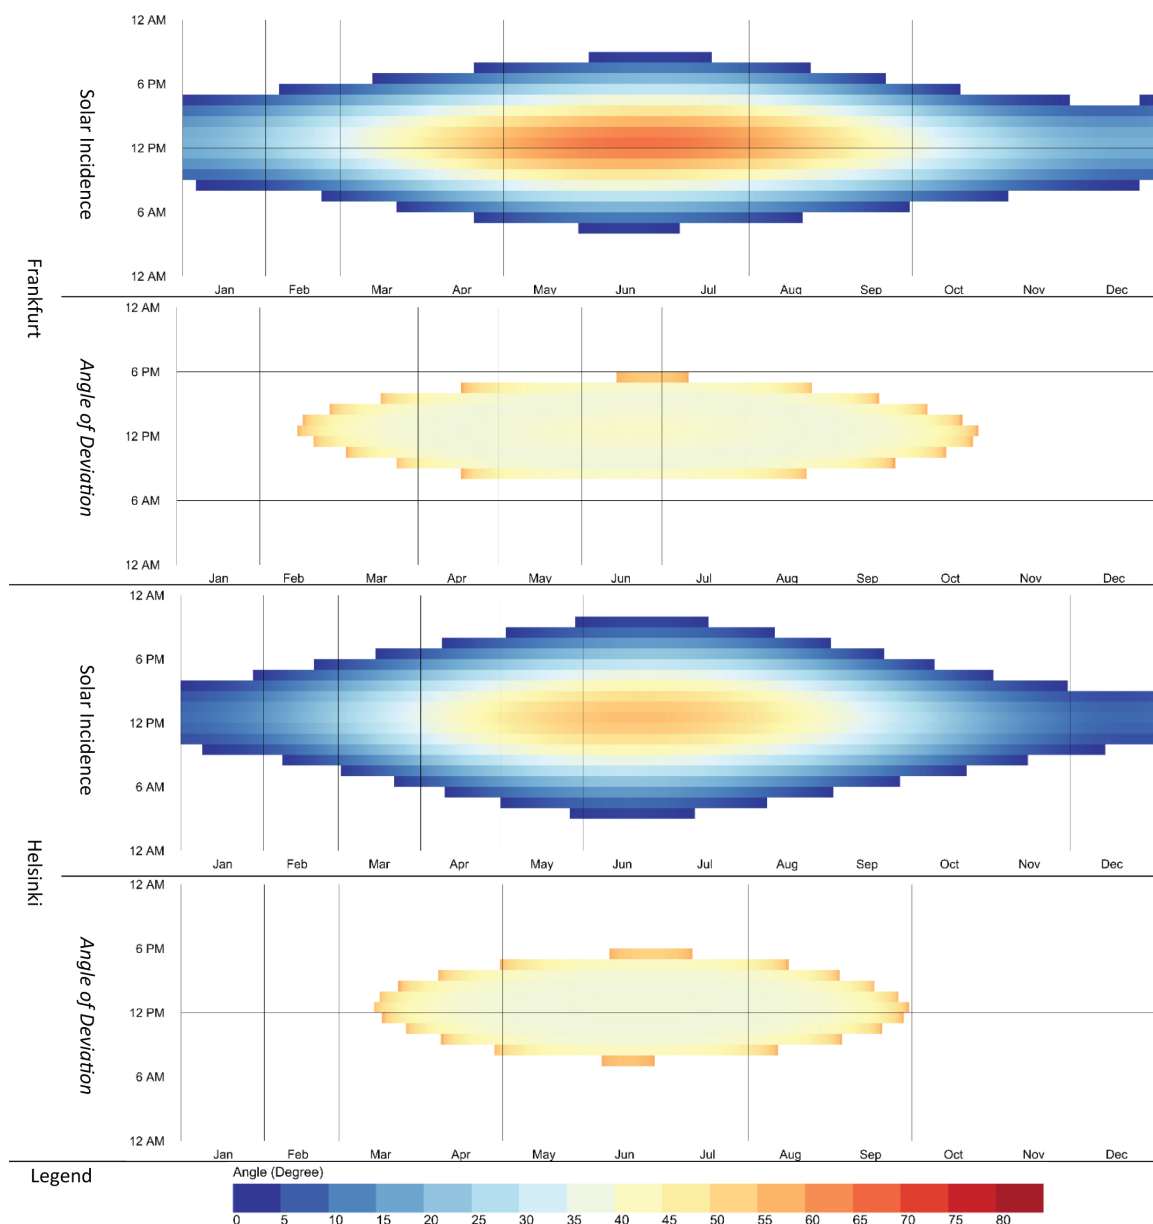 Frankfurt
Solar Incidence
12 AM
6 PM
12 PM
6 AM
12 AM
Jan Feb Mar Apr May Jun Jul Aug Sep Oct Nov Dec
Angle of Deviation
12 AM
6 PM
12 PM
6 AM
12 AM
Jan Feb Mar Apr May Jun Jul Aug Sep Oct Nov Dec
Helsinki
Solar Incidence
12 AM
6 PM
12 PM
6 AM
12 AM
Jan Feb Mar Apr May Jun Jul Aug Sep Oct Nov Dec
Angle of Deviation
12 AM
6 PM
12 PM
6 AM
12 AM
Jan Feb Mar Apr May Jun Jul Aug Sep Oct Nov Dec
Legend
Angle (Degree)
0 5 10 15 20 25 30 35 40 45 50 55 60 65 70 75 80